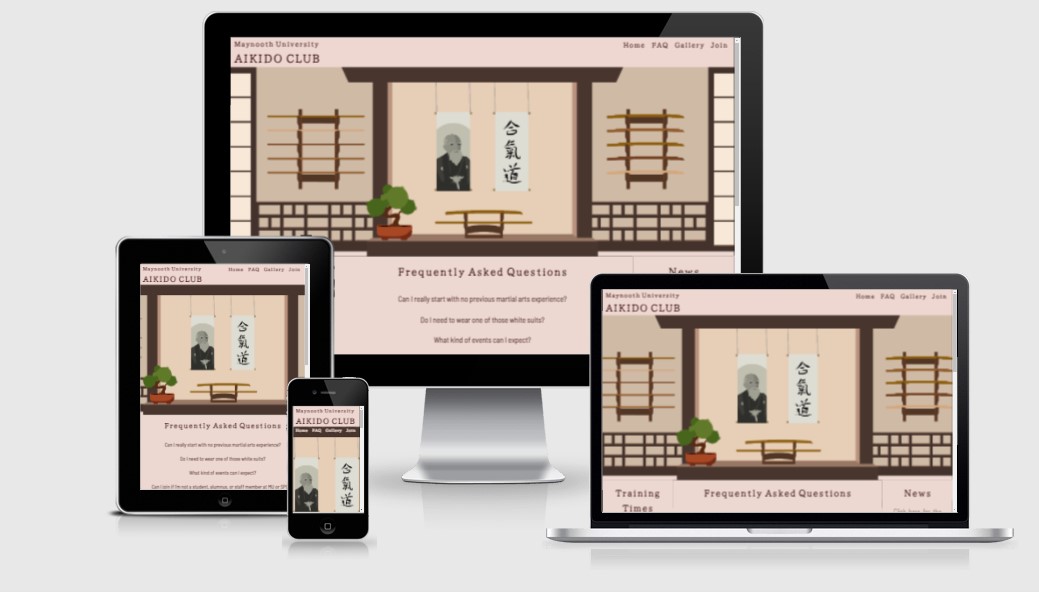 Maynooth University
AIKIDO CLUB
Home FAQ Gallery Join
合
氣
道
Frequently Asked Questions
News
Can I really start with no previous martial arts experience?
Do I need to wear one of those white suits?
What kind of events can I expect?
Maynooth University
AIKIDO CLUB
Home FAQ Gallery Join
合
氣
道
Frequently Asked Questions
Can I really start with no previous martial arts experience?
Do I need to wear one of those white suits?
What kind of events can I expect?
Can I join if I'm not a student, alumnus, or staff member at MU or
Maynooth University
AIKIDO CLUB
Home FAQ Gallery Join
合
氣
道
Maynooth University
AIKIDO CLUB
Home FAQ Gallery Join
合
氣
道
Training
Times
Frequently Asked Questions
News